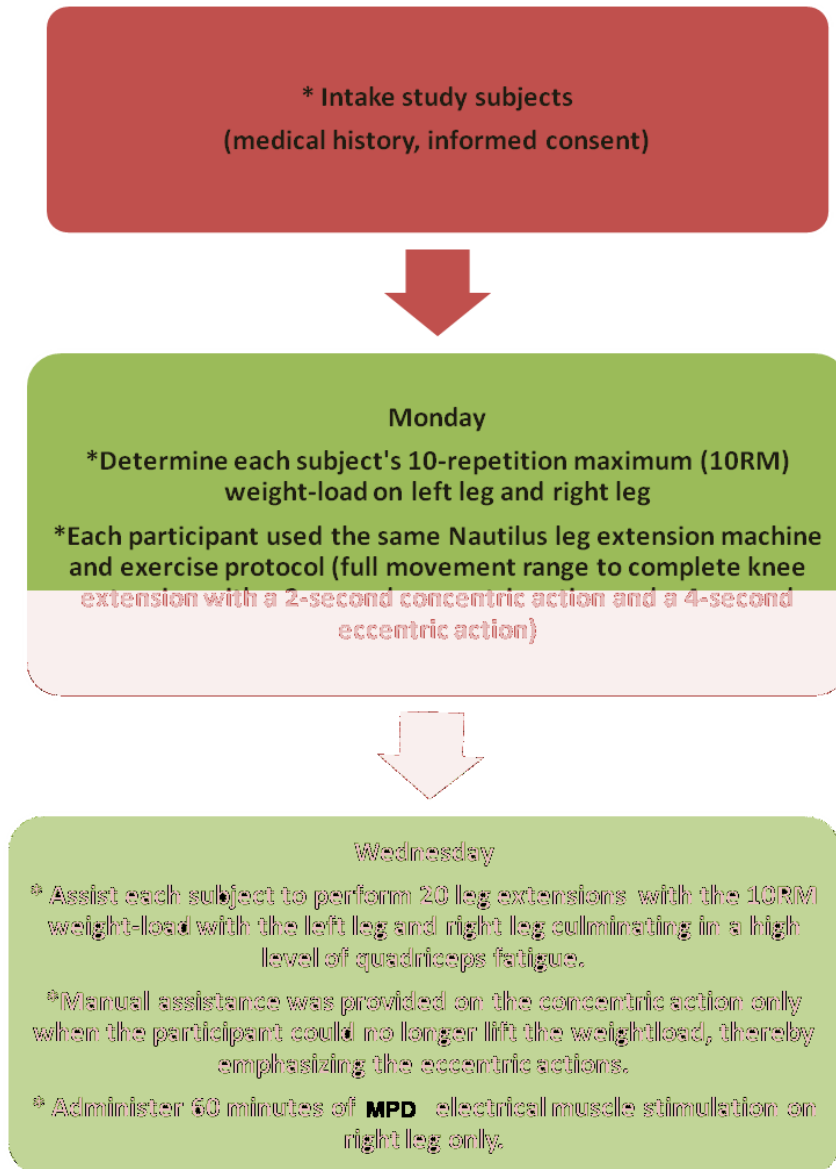 * Intake study subjects
(medical history, informed consent)
Monday
*Determine each subject's 10-repetition maximum (10RM)
weight-load on left leg and right leg
*Each participant used the same Nautilus leg extension machine
and exercise protocol (full movement range to complete knee
extension with a 2-second concentric action and a 4-second
eccentric action)
Wednesday
* Assist each subject to perform 20 leg extensions with the 10RM
weight-load with the left leg and right leg culminating in a high
level of quadriceps fatigue.
*Manual assistance was provided on the concentric action only
when the participant could no longer lift the weightload, thereby
emphasizing the eccentric actions.
* Administer 60 minutes of MPD electrical muscle stimulation on
right leg only.